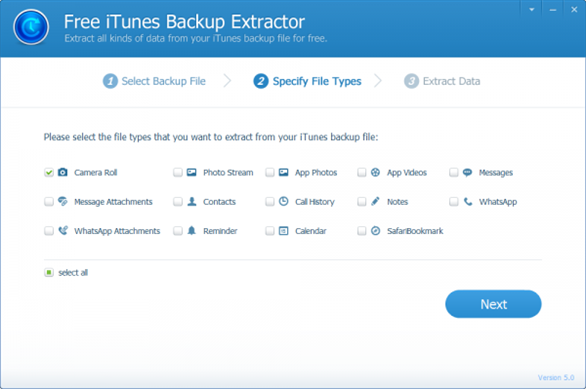 Free iTunes Backup Extractor
Extract all kinds of data from your iTunes backup file for free.
1 Select Backup File 2 Specify File Types 3 Extract Data
Please select the file types that you want to extract from your iTunes backup file:
Camera Roll Photo Stream App Photos App Videos Messages
Message Attachments Contacts Call History Notes WhatsApp
WhatsApp Attachments Reminder Calendar SafariBookmark
select all
Next
Version 5.0